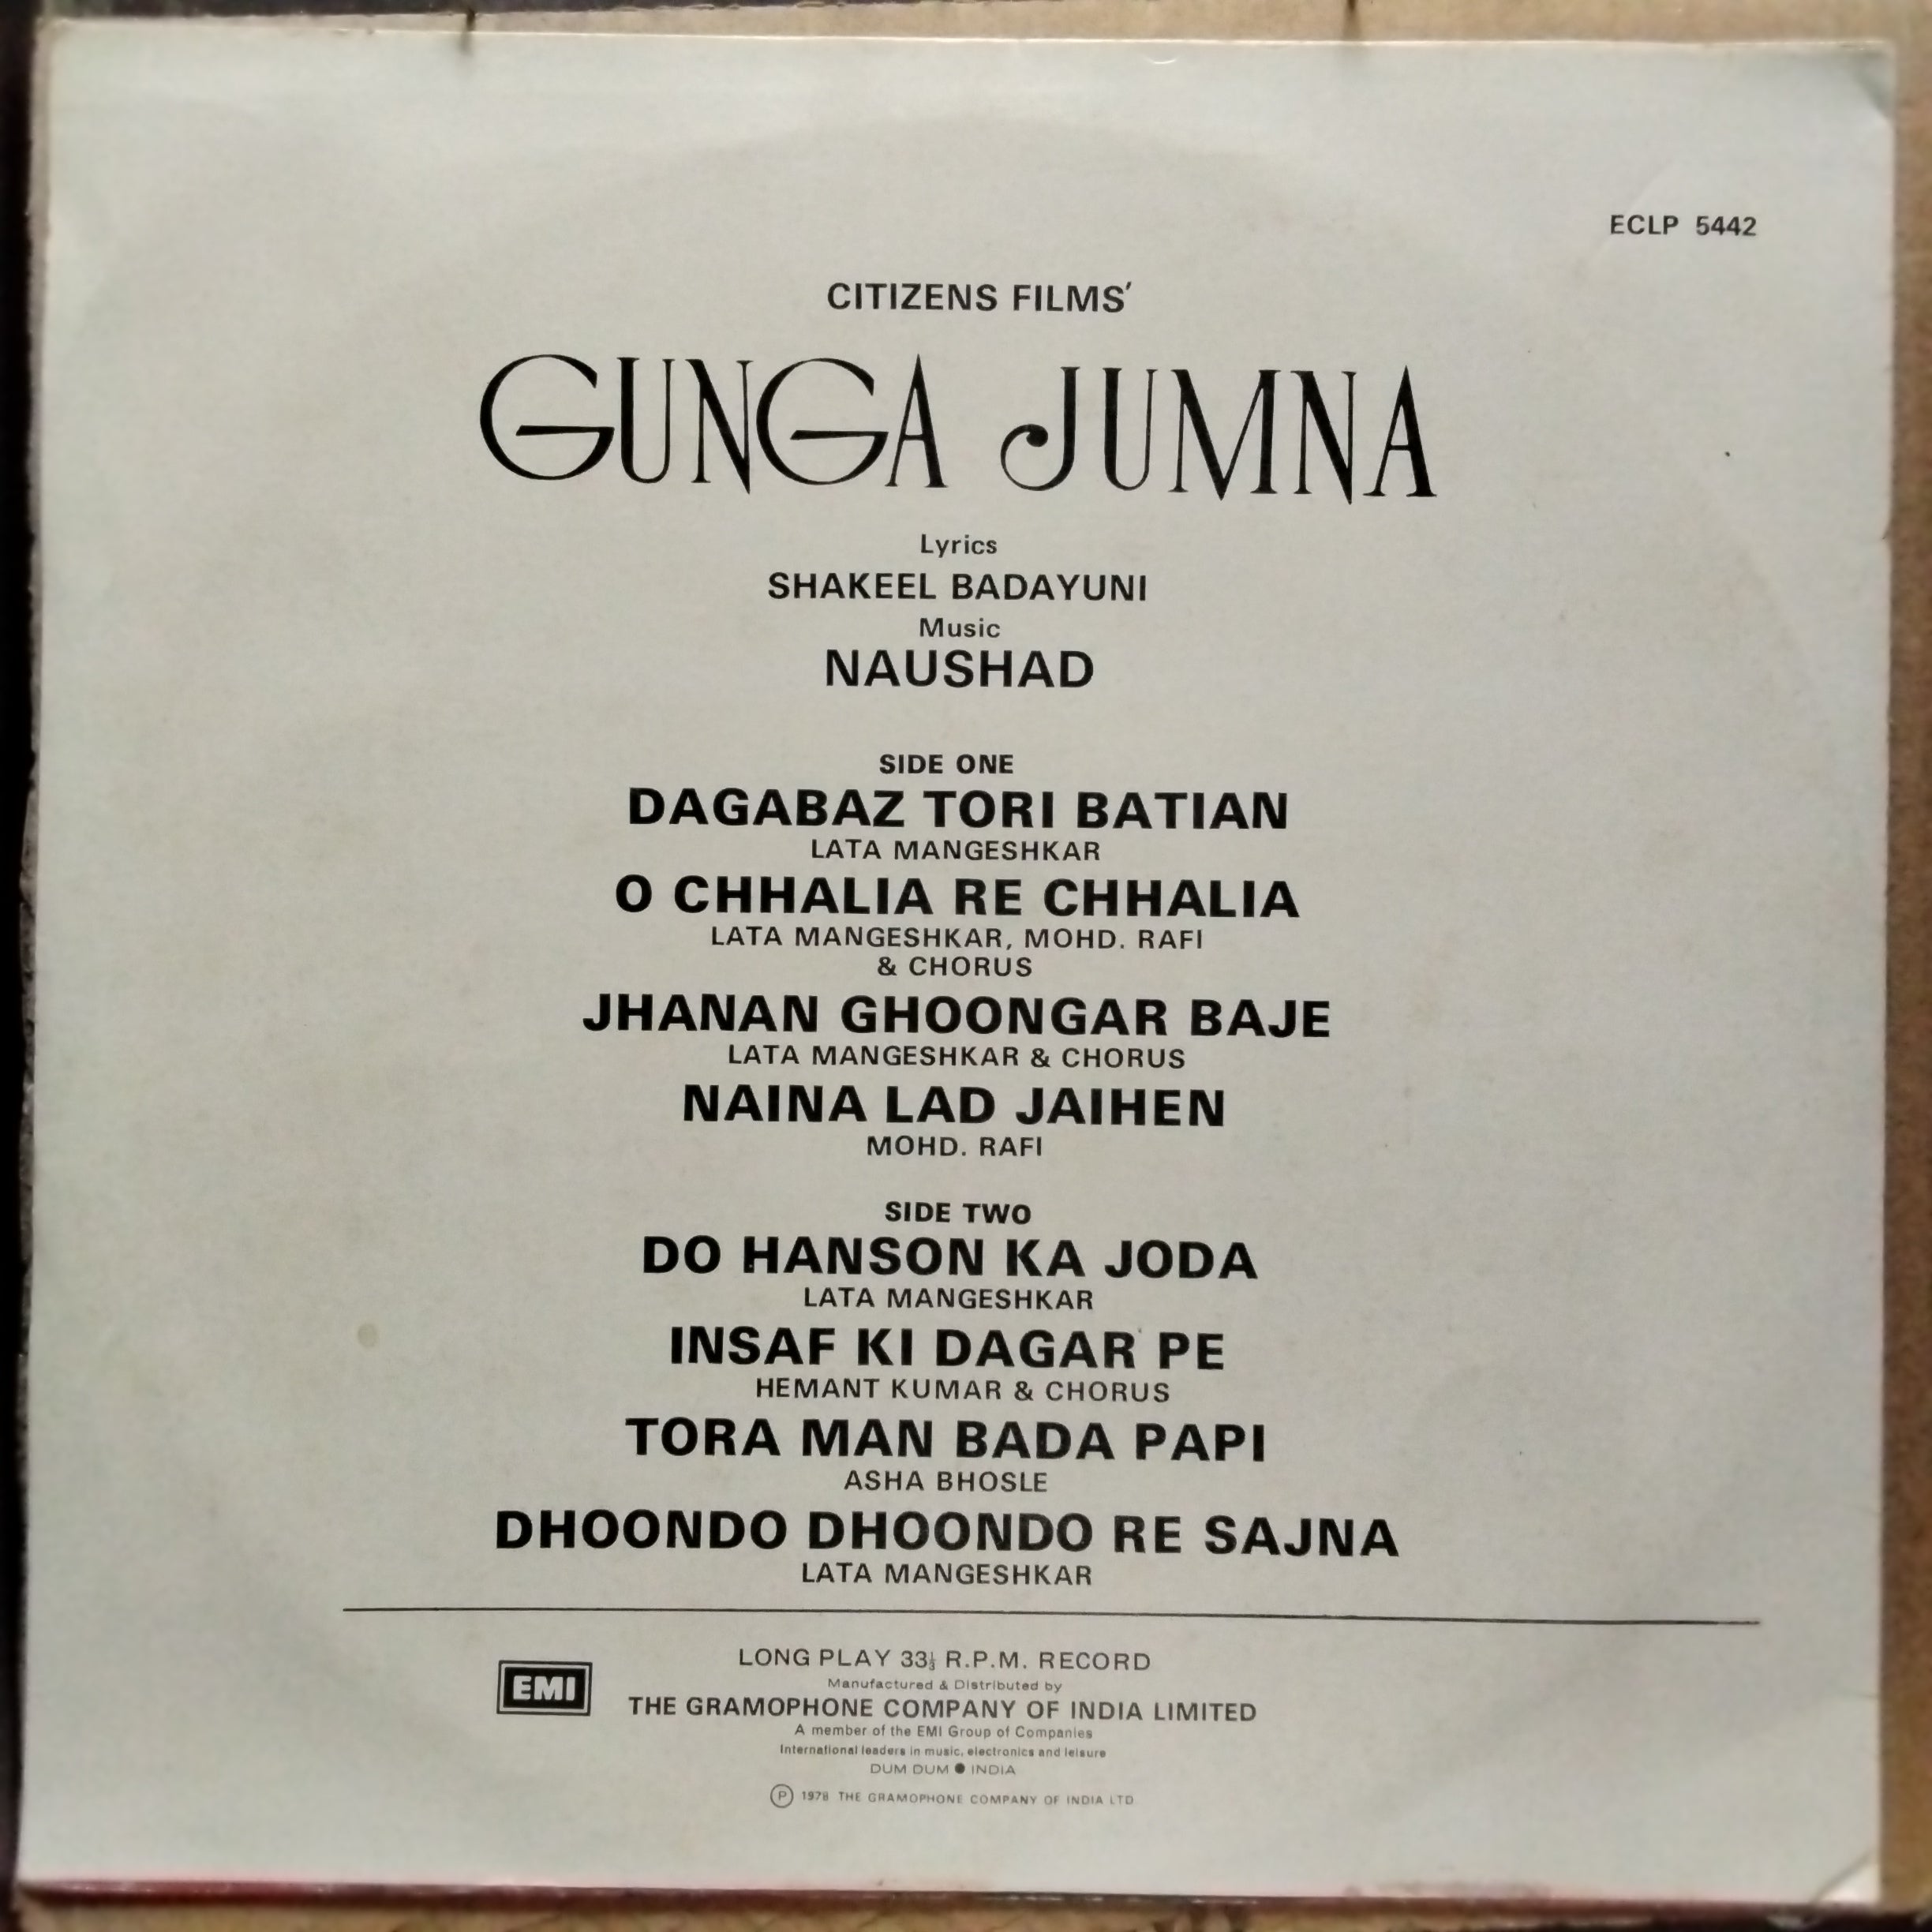 ECLP 5442
CITIZENS FILMS'
GUNGA JUMNA
Lyrics
SHAKEEL BADAYUNI
Music
NAUSHAD
SIDE ONE
DAGABAZ TORI BATIAN
LATA MANGESHKAR
O CHHALIA RE CHHALIA
LATA MANGESHKAR, MOHD. RAFI
& CHORUS
JHANAN GHOONGAR BAJE
LATA MANGESHKAR & CHORUS
NAINA LAD JAIHEN
MOHD. RAFI
SIDE TWO
DO HANSON KA JODA
LATA MANGESHKAR
INSAF KI DAGAR PE
HEMANT KUMAR & CHORUS
TORA MAN BADA PAPI
ASHA BHOSLE
DHOONDO DHOONDO RE SAJNA
LATA MANGESHKAR
EMI
LONG PLAY 33⅓ R.P.M. RECORD
Manufactured & Distributed by
THE GRAMOPHONE COMPANY OF INDIA LIMITED
A member of the EMI Group of Companies
International leaders in music, electronics and leisure
DUM DUM ● INDIA
Ⓟ 1978 THE GRAMOPHONE COMPANY OF INDIA LTD